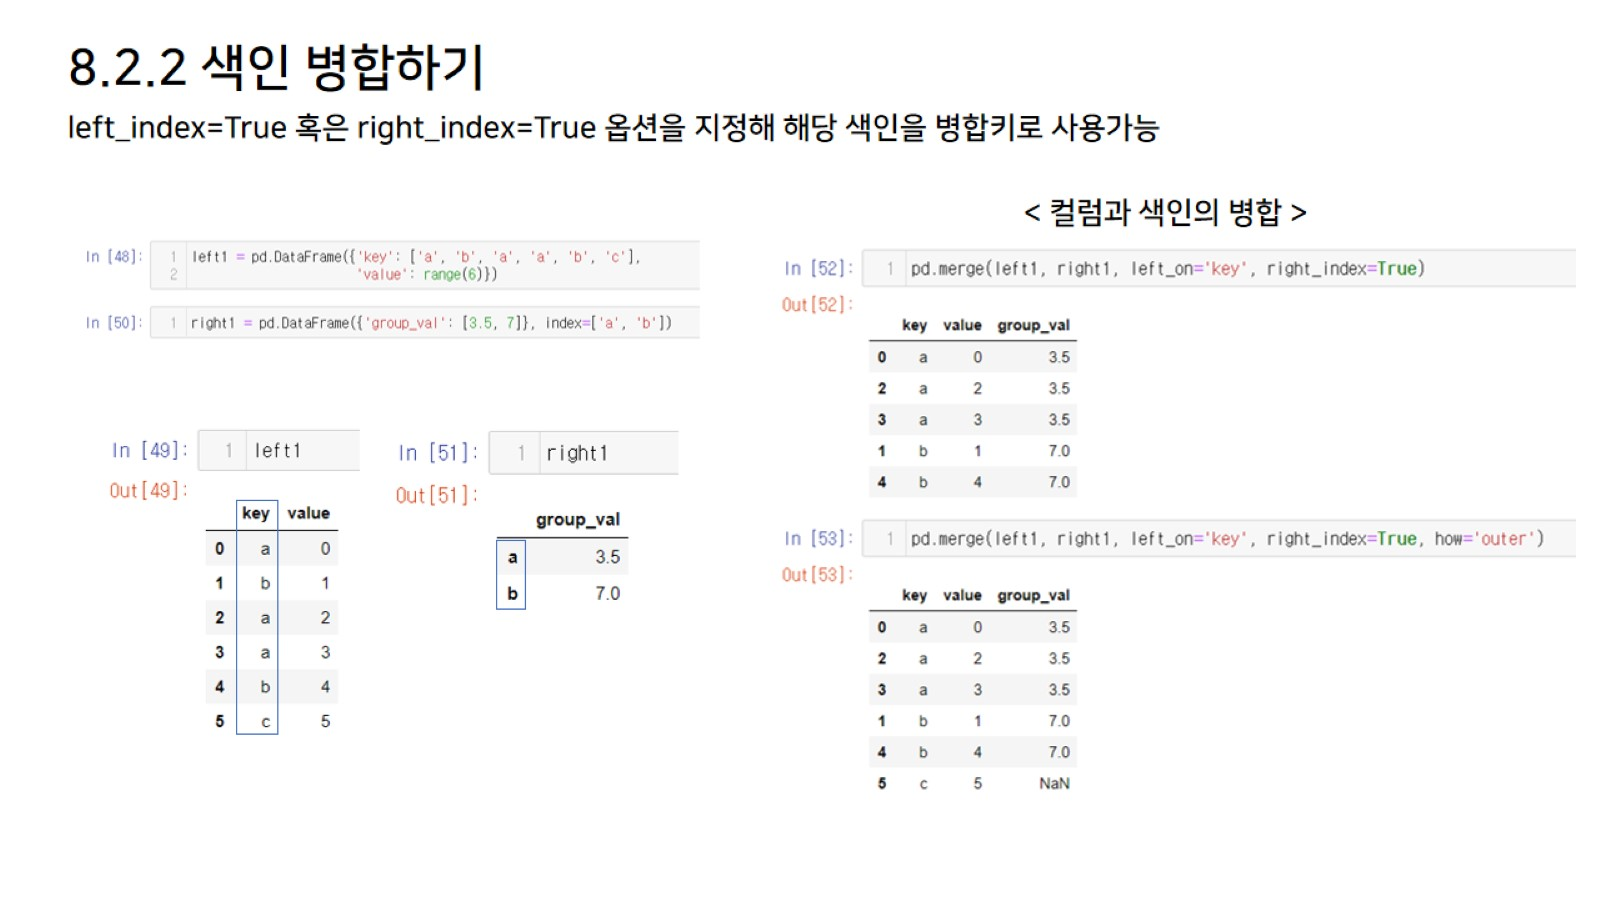 8.2.2 색인 병합하기
left_index=True 혹은 right_index=True 옵션을 지정해 해당 색인을 병합키로 사용가능
In [48]: 1 left1 = pd.DataFrame({'key': ['a', 'b', 'a', 'a', 'b', 'c'],
2 'value': range(6)})
In [50]: 1 right1 = pd.DataFrame({'group_val': [3.5, 7]}, index=['a', 'b'])
In [49]: 1 left1
Out[49]:
key value
0 a 0
1 b 1
2 a 2
3 a 3
4 b 4
5 c 5
In [51]: 1 right1
Out[51]:
group_val
a 3.5
b 7.0
< 컬럼과 색인의 병합 >
In [52]: 1 pd.merge(left1, right1, left_on='key', right_index=True)
Out[52]:
key value group_val
0 a 0 3.5
2 a 2 3.5
3 a 3 3.5
1 b 1 7.0
4 b 4 7.0
In [53]: 1 pd.merge(left1, right1, left_on='key', right_index=True, how='outer')
Out[53]:
key value group_val
0 a 0 3.5
2 a 2 3.5
3 a 3 3.5
1 b 1 7.0
4 b 4 7.0
5 c 5 NaN